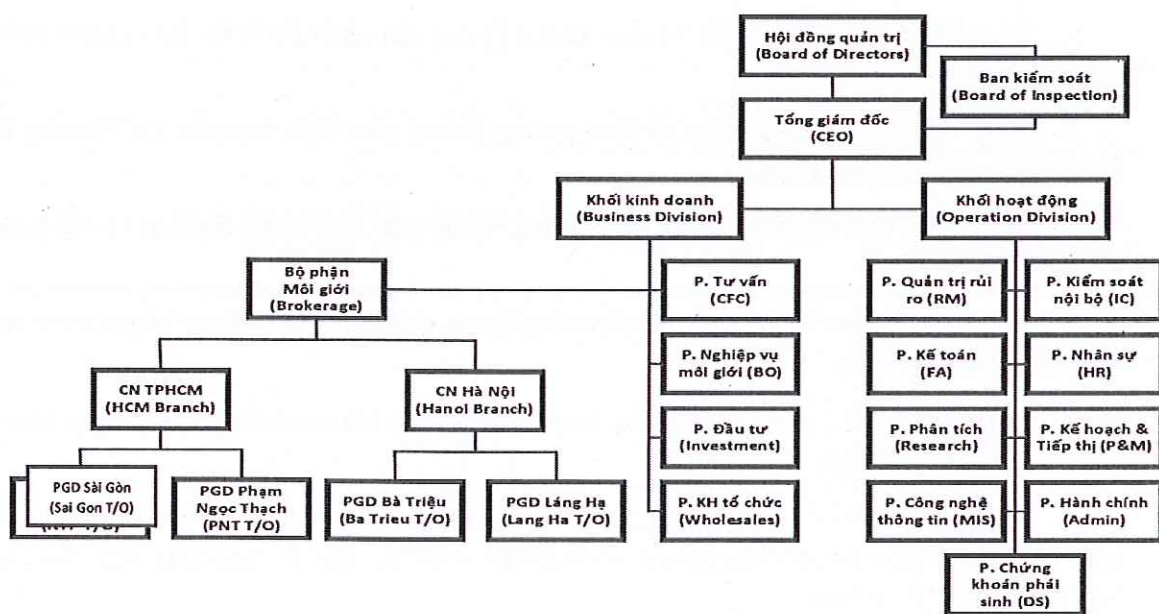 Hội đồng quản trị
(Board of Directors)
Ban kiểm soát
(Board of Inspection)
Tổng giám đốc
(CEO)
Khối kinh doanh
(Business Division)
Khối hoạt động
(Operation Division)
Bộ phận
Môi giới
(Brokerage)
P. Tư vấn
(CFC)
P. Quản trị rủi
ro (RM)
P. Kiểm soát
nội bộ (IC)
CN TPHCM
(HCM Branch)
CN Hà Nội
(Hanoi Branch)
P. Nghiệp vụ
môi giới (BO)
P. Kế toán
(FA)
P. Nhân sự
(HR)
P. Đầu tư
(Investment)
P. Phân tích
(Research)
P. Kế hoạch &
Tiếp thị (P&M)
PGD Sài Gòn
(Sai Gon T/O)
PGD Phạm
Ngọc Thạch
(PNT T/O)
PGD Bà Triệu
(Ba Trieu T/O)
PGD Láng Hạ
(Lang Ha T/O)
P. KH tổ chức
(Wholesales)
P. Công nghệ
thông tin (MIS)
P. Hành chính
(Admin)
P. Chứng
khoán phái
sinh (DS)